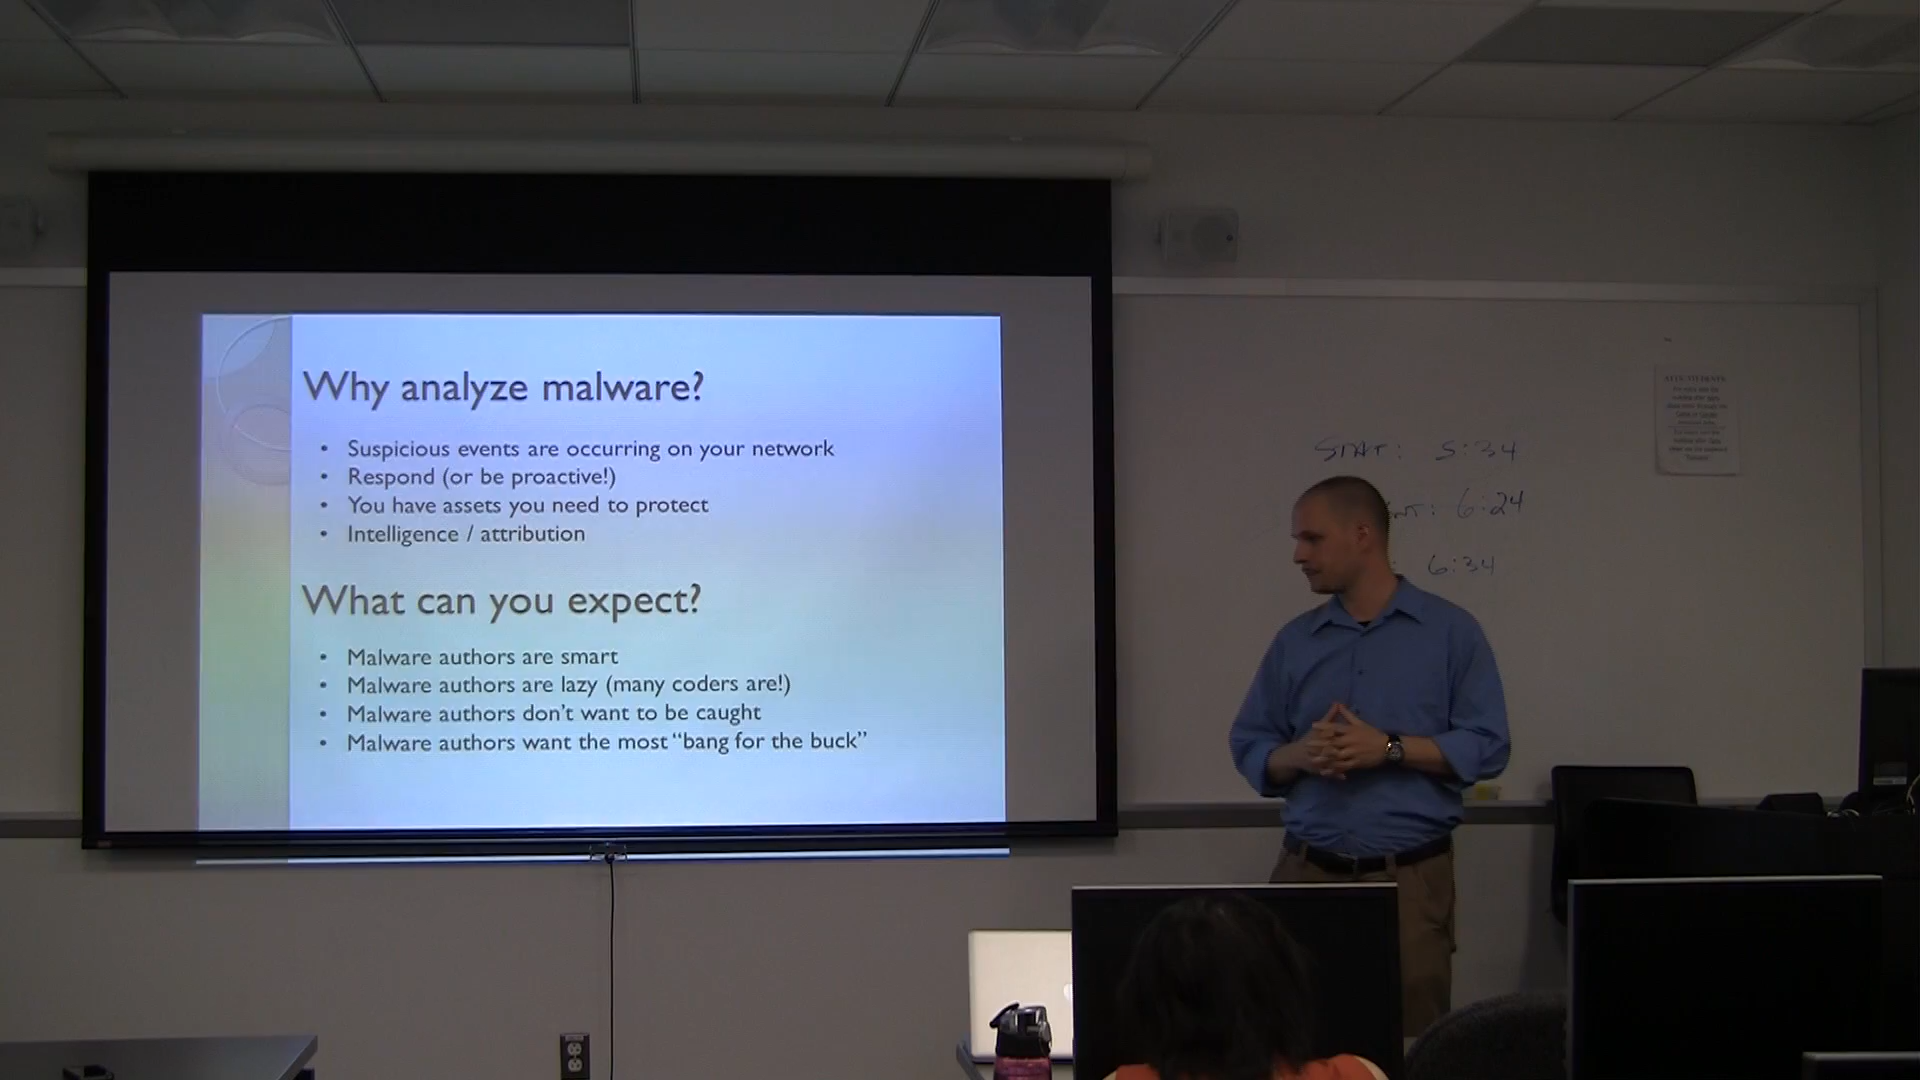 Why analyze malware?
• Suspicious events are occurring on your network
• Respond (or be proactive!)
• You have assets you need to protect
• Intelligence / attribution
What can you expect?
• Malware authors are smart
• Malware authors are lazy (many coders are!)
• Malware authors don't want to be caught
• Malware authors want the most “bang for the buck”
START: 5:34
: 6:24
: 6:34